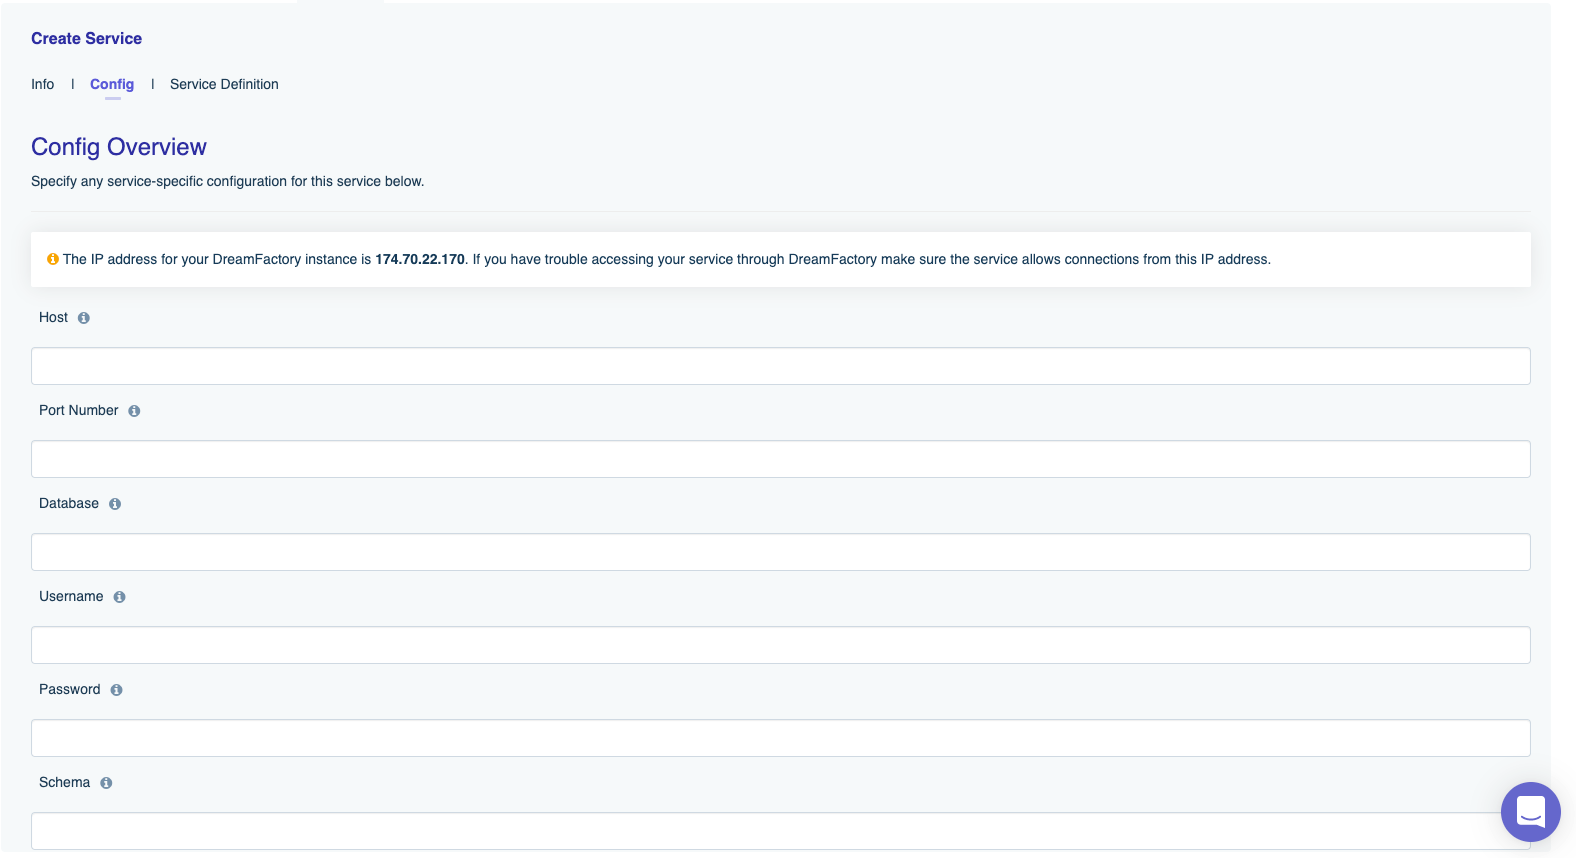 Create Service
Info | Config | Service Definition
Config Overview
Specify any service-specific configuration for this service below.
The IP address for your DreamFactory instance is 174.70.22.170. If you have trouble accessing your service through DreamFactory make sure the service allows connections from this IP address.
Host
Port Number
Database
Username
Password
Schema